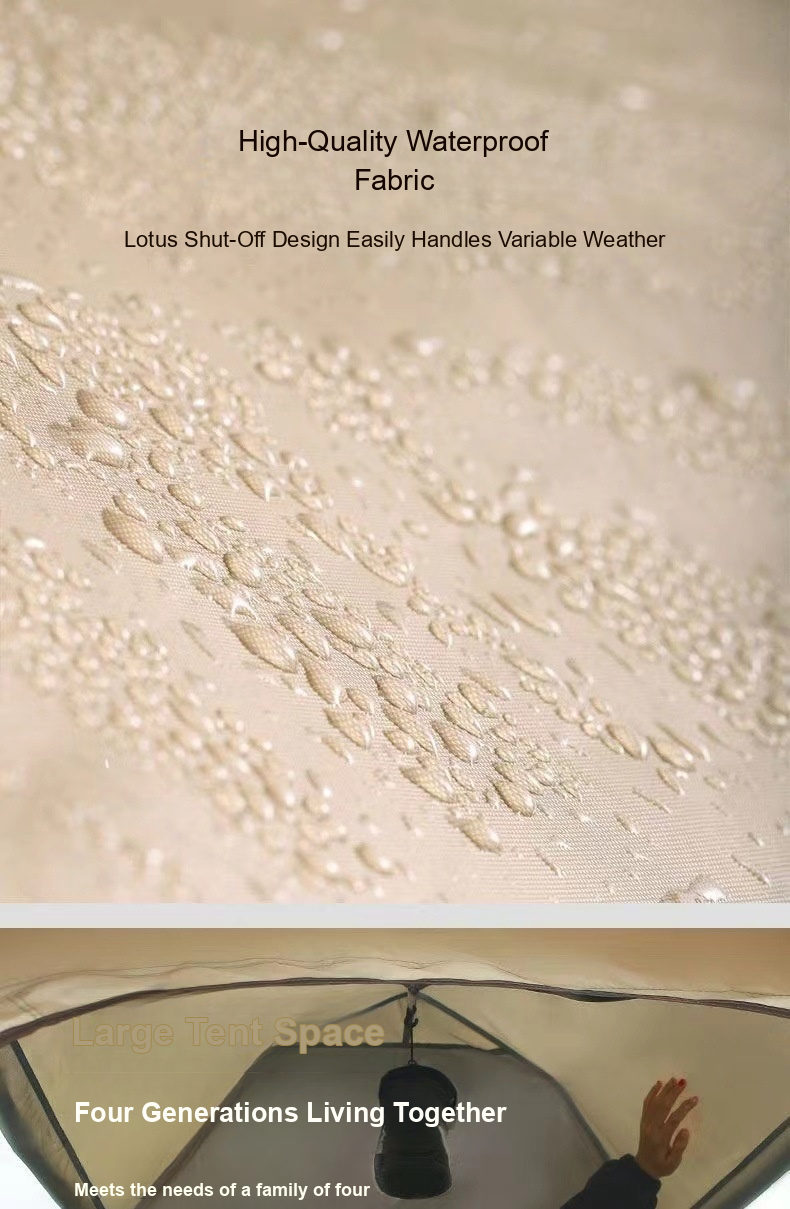 High-Quality Waterproof
Fabric
Lotus Shut-Off Design Easily Handles Variable Weather
Large Tent Space
Four Generations Living Together
Meets the needs of a family of four